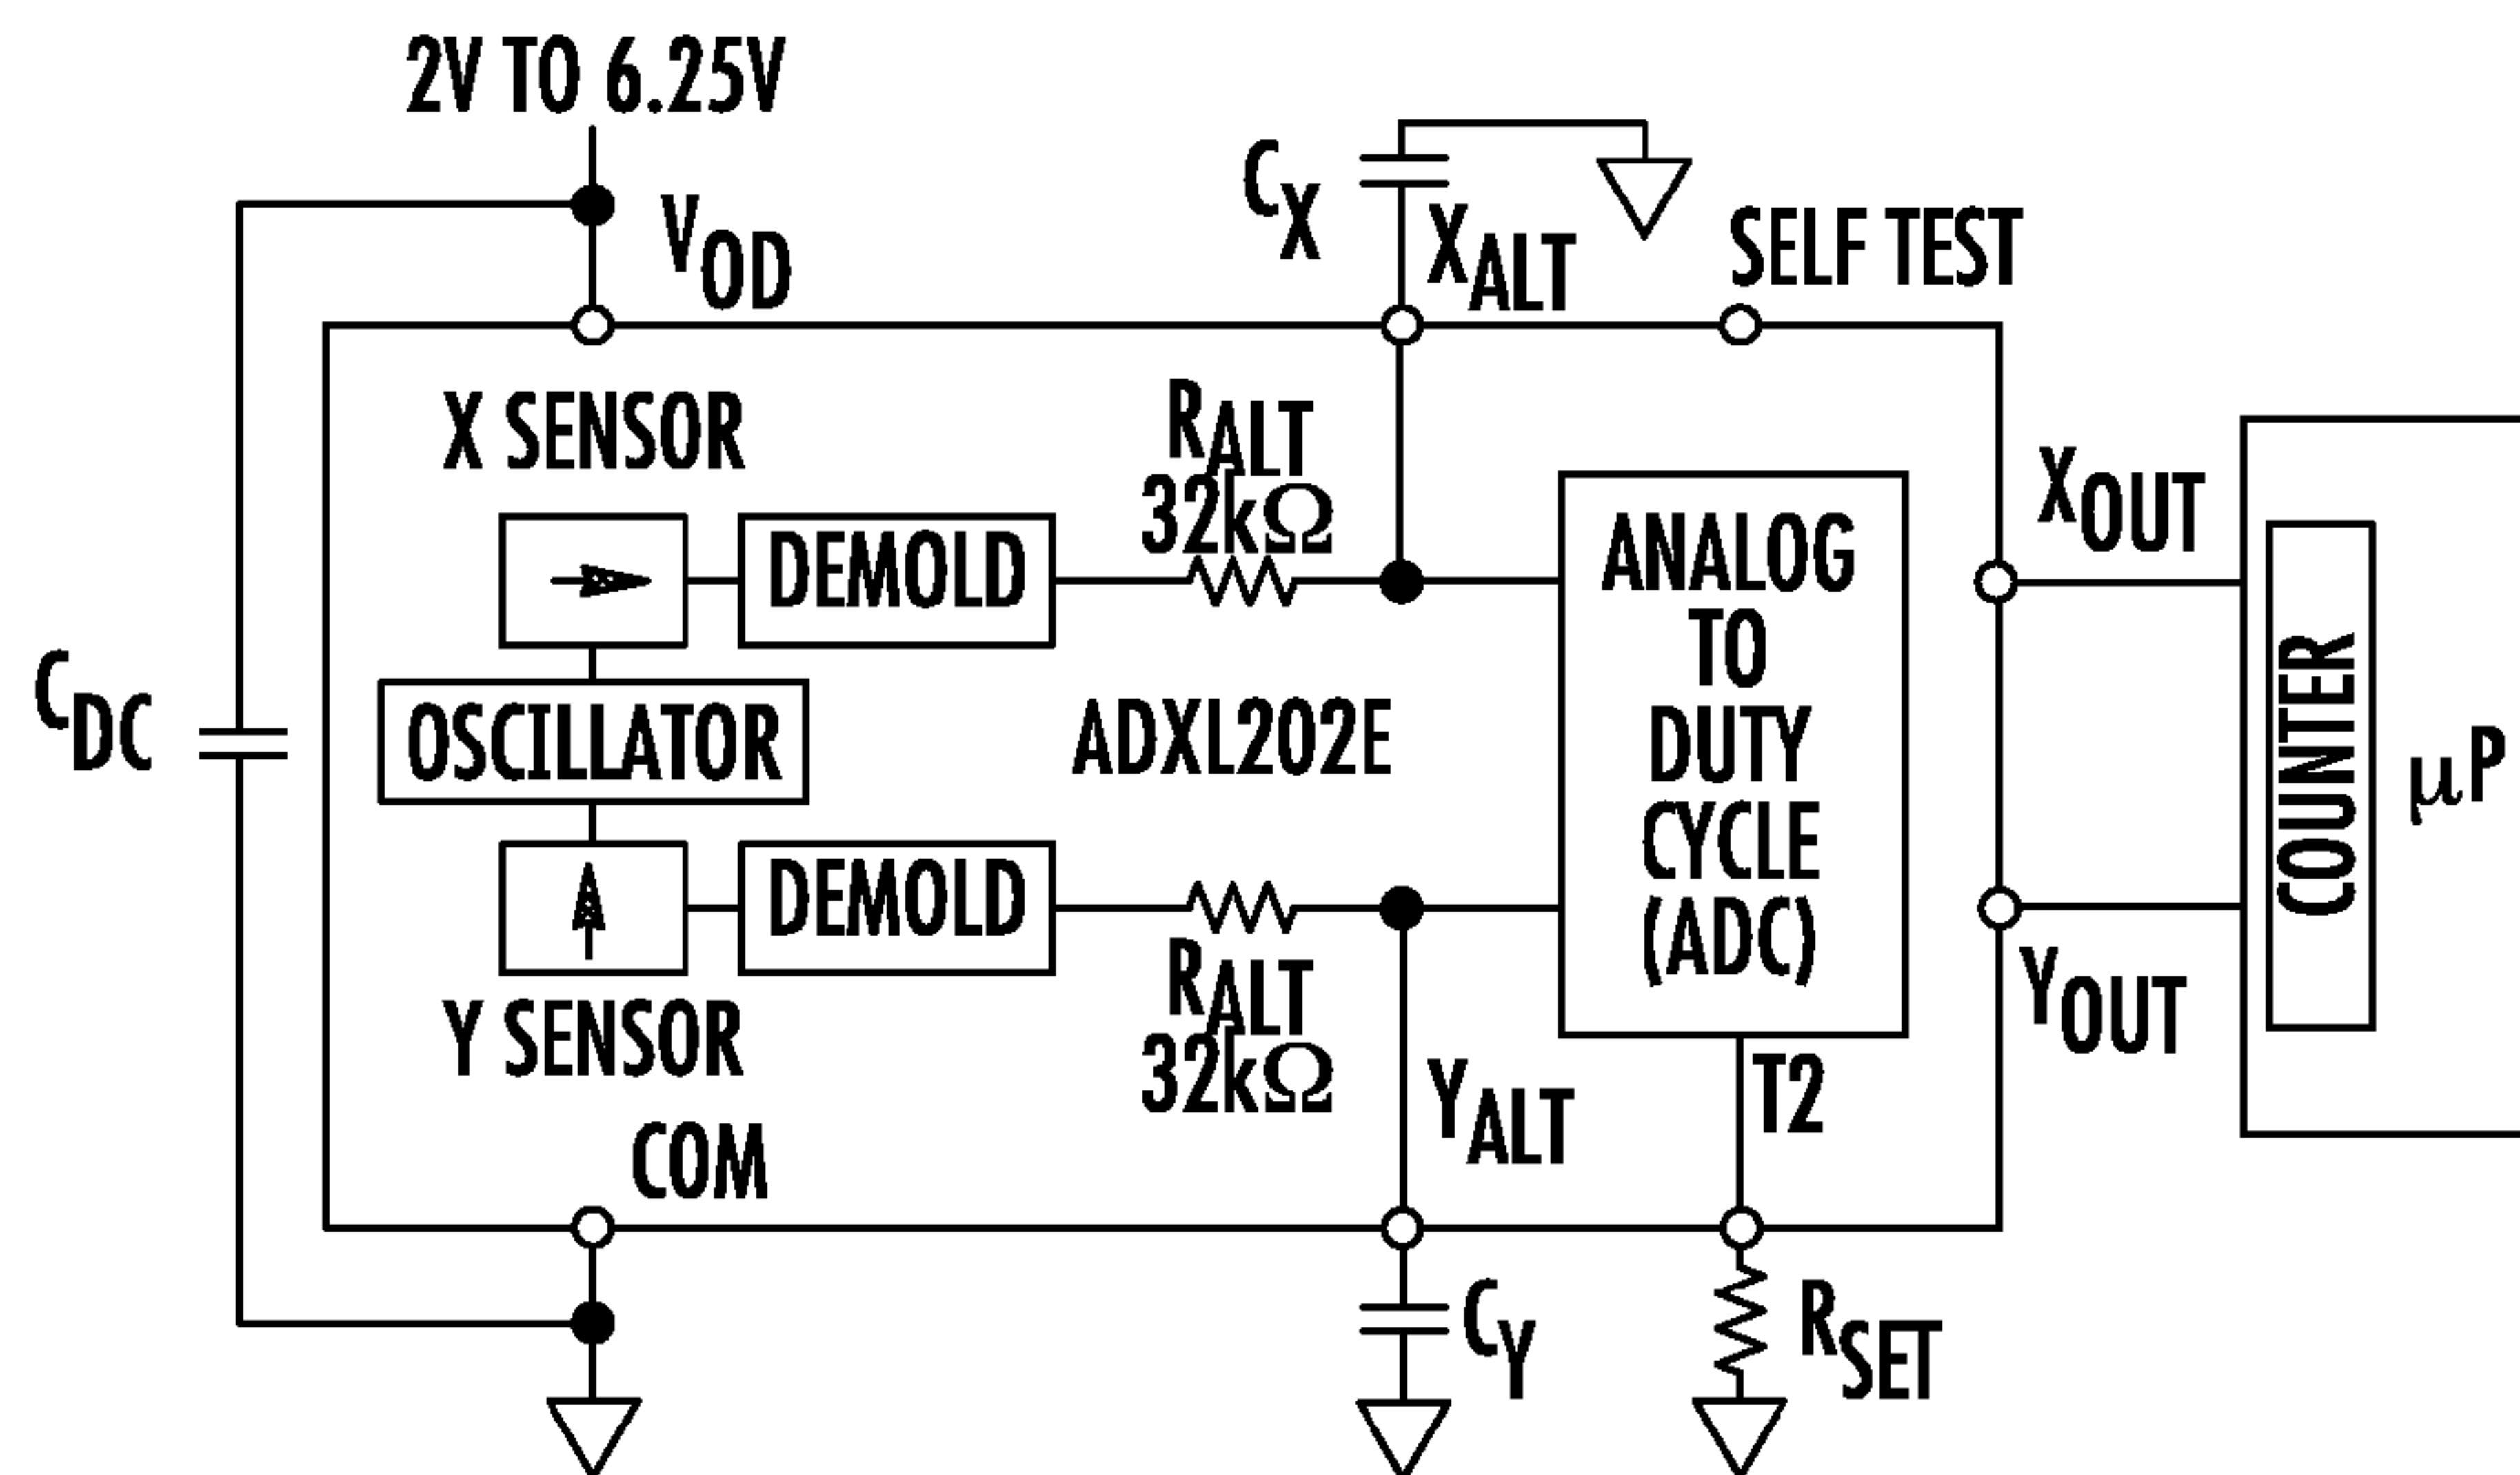 2V TO 6.25V
VOD
CX
XALT
SELF TEST
X SENSOR
RALT
32kΩ
DEMOLD
ANALOG
TO
DUTY
CYCLE
(ADC)
XOUT
CDC
OSCILLATOR
ADXL202E
COUNTER
μP
DEMOLD
RALT
32kΩ
Y SENSOR
YOUT
YALT
T2
COM
CY
RSET